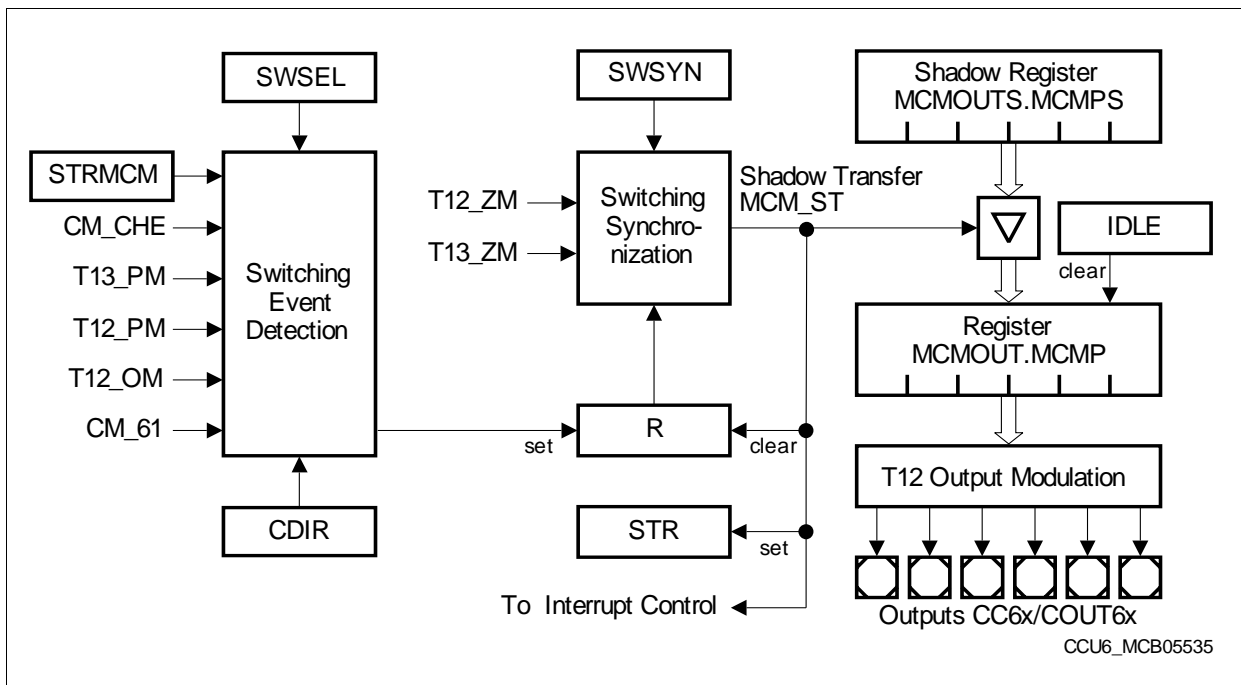 SWSEL
SWSYN
Shadow Register
MCMOUTS.MCMPS
STRMCM
CM_CHE
T13_PM
T12_PM
T12_OM
CM_61
Switching
Event
Detection
CDIR
T12_ZM
T13_ZM
Switching
Synchro-
nization
Shadow Transfer
MCM_ST
IDLE
clear
Register
MCMOUT.MCMP
set
R
clear
STR
set
To Interrupt Control
T12 Output Modulation
Outputs CC6x/COUT6x
CCU6_MCB05535